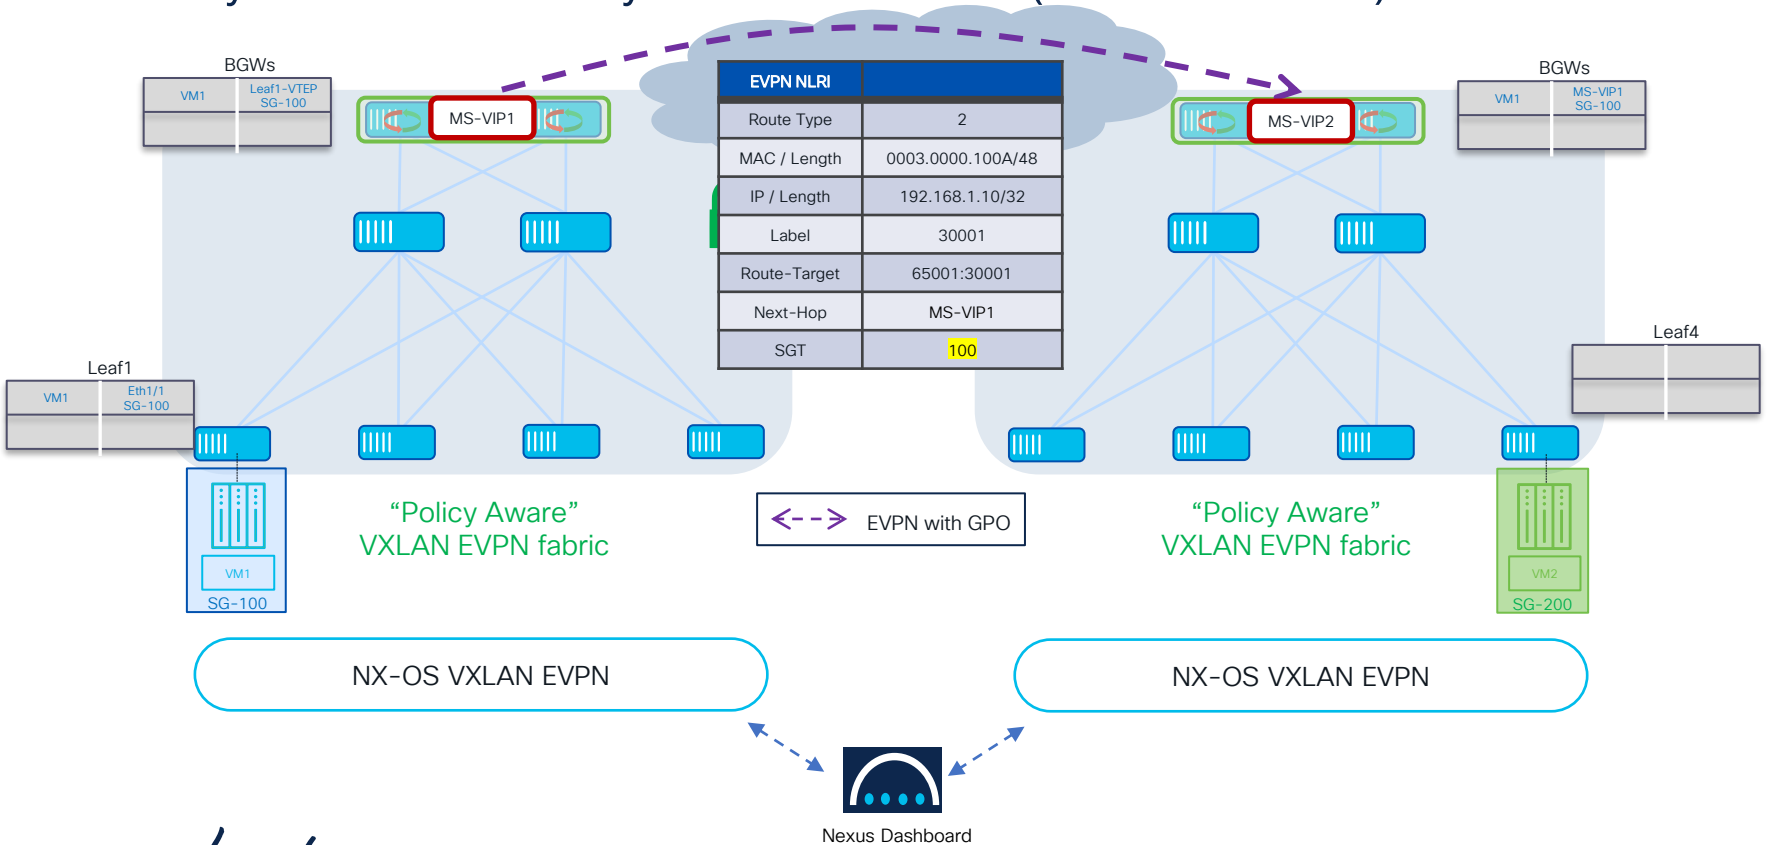 BGWs
VM1
Leaf1-VTEP
SG-100
MS-VIP1
EVPN NLRI
Route Type 2
MAC / Length 0003.0000.100A/48
IP / Length 192.168.1.10/32
Label 30001
Route-Target 65001:30001
Next-Hop MS-VIP1
SGT 100
MS-VIP2
BGWs
VM1
MS-VIP1
SG-100
Leaf1
VM1
Eth1/1
SG-100
Leaf4
VM1
SG-100
“Policy Aware”
VXLAN EVPN fabric
EVPN with GPO
“Policy Aware”
VXLAN EVPN fabric
VM2
SG-200
NX-OS VXLAN EVPN
NX-OS VXLAN EVPN
Nexus Dashboard